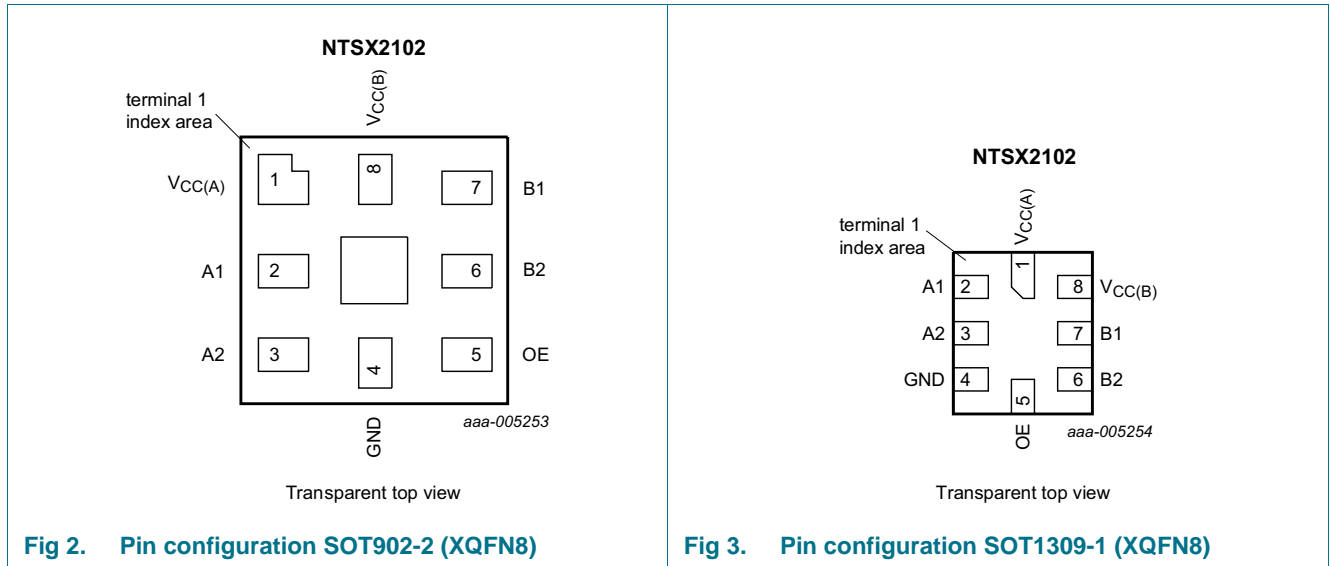 NTSX2102
VCC(B)
terminal 1
index area
VCC(A)
1
8
7
B1
A1
2
6
B2
A2
3
4
5
OE
GND
aaa-005253
Transparent top view
Fig 2. Pin configuration SOT902-2 (XQFN8)
NTSX2102
VCC(A)
terminal 1
index area
1
A1
2
8
VCC(B)
A2
3
7
B1
GND
4
6
B2
5
OE
aaa-005254
Transparent top view
Fig 3. Pin configuration SOT1309-1 (XQFN8)